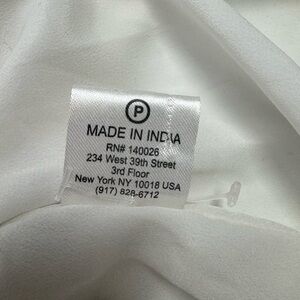 P
MADE IN INDIA
RN# 140026
234 West 39th Street
3rd Floor
New York NY 10018 USA
(917) 828-6712